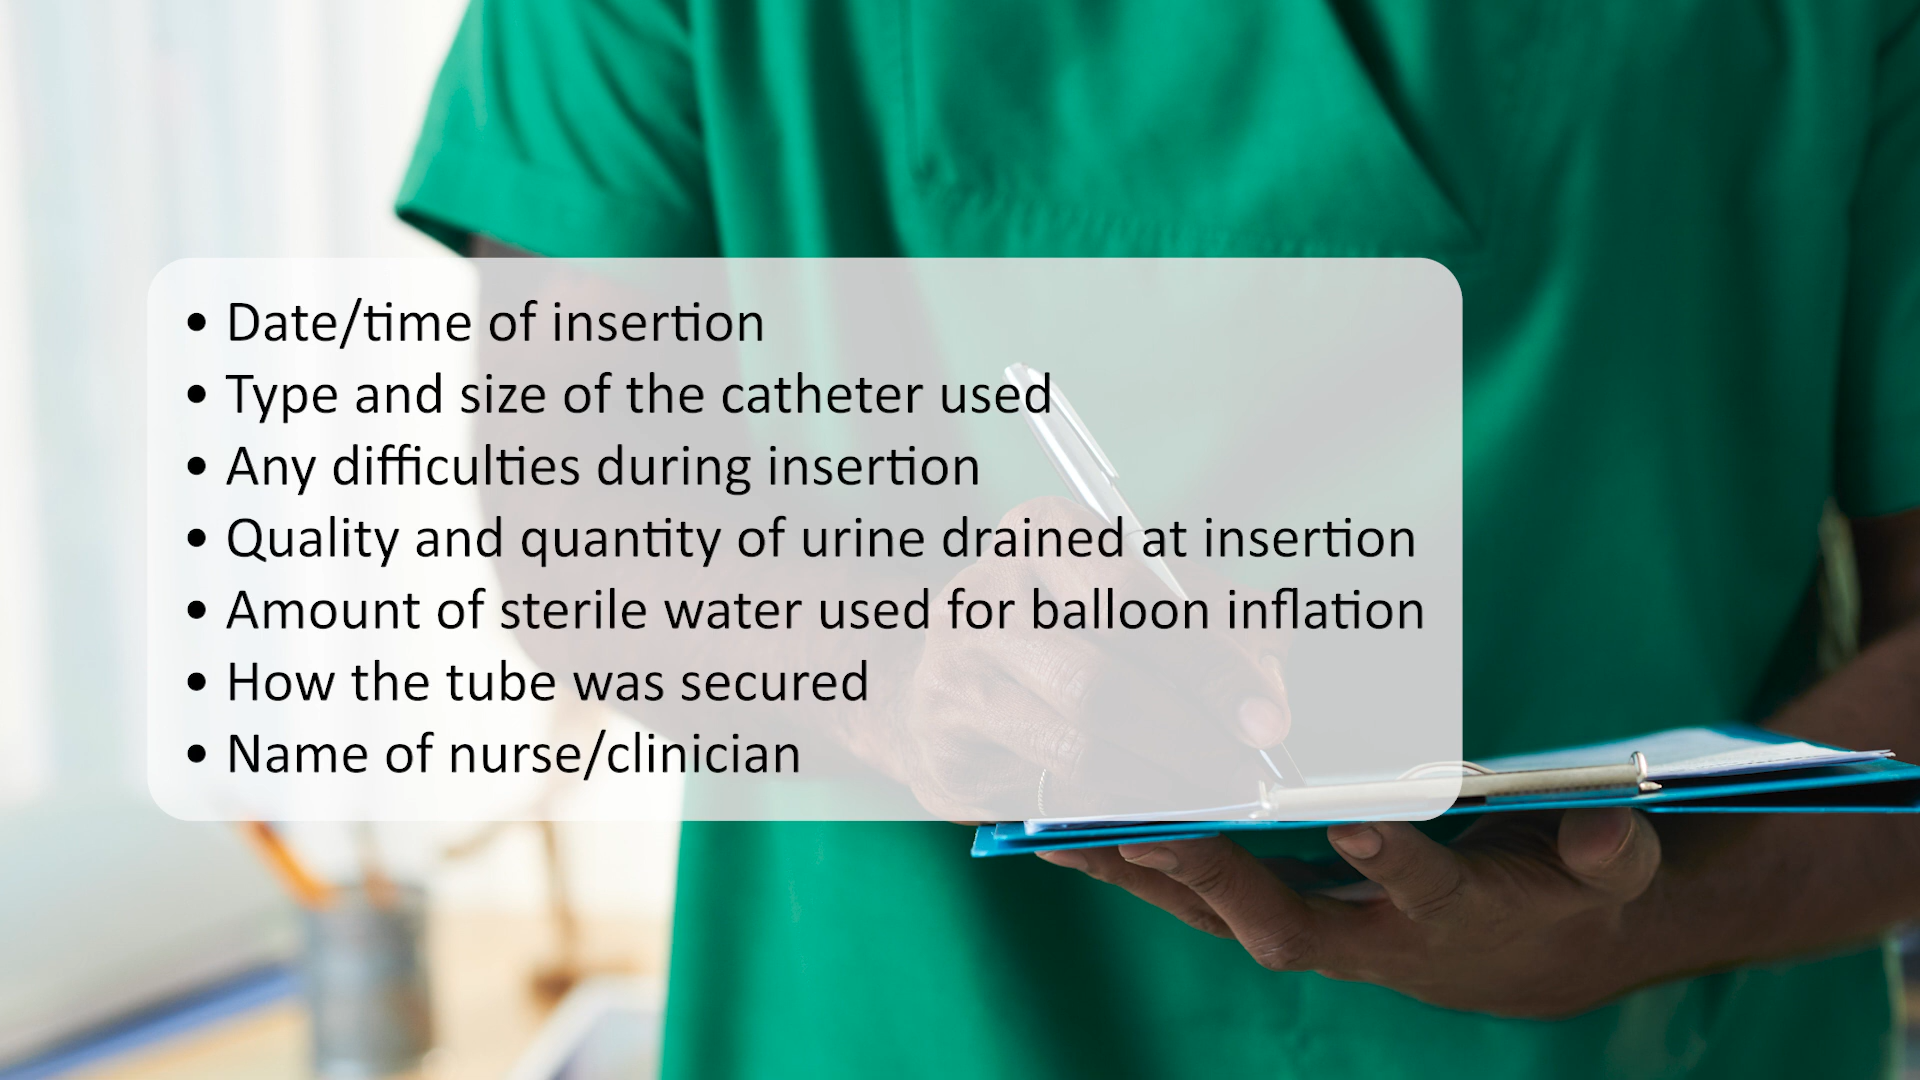 • Date/time of insertion
• Type and size of the catheter used
• Any difficulties during insertion
• Quality and quantity of urine drained at insertion
• Amount of sterile water used for balloon inflation
• How the tube was secured
• Name of nurse/clinician